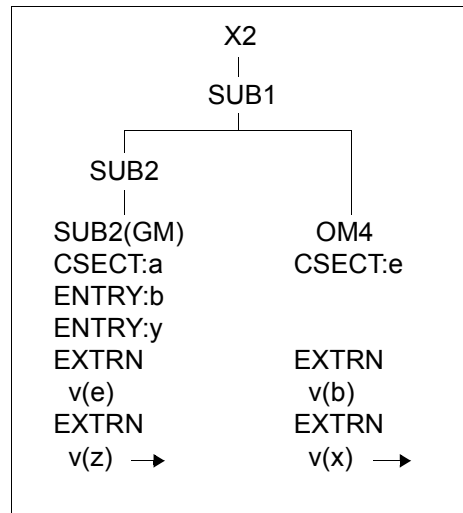 X2
SUB1
SUB2
SUB2(GM) OM4
CSECT:a CSECT:e
ENTRY:b
ENTRY:y
EXTRN EXTRN
v(e) v(b)
EXTRN EXTRN
v(z) v(x)